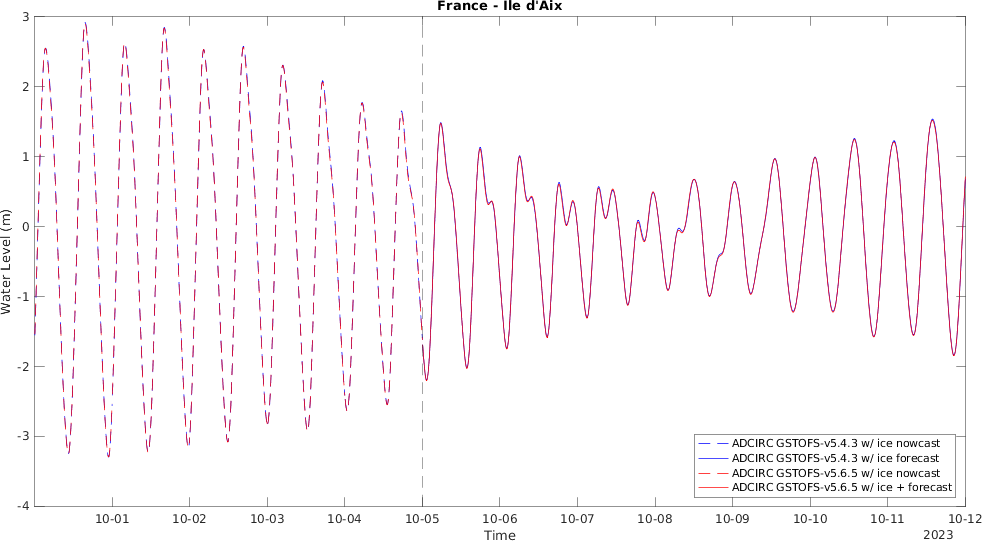 France - Ile d'Aix
Water Level (m)
3
2
1
0
-1
-2
-3
-4
10-01 10-02 10-03 10-04 10-05 10-06 10-07 10-08 10-09 10-10 10-11 10-12
Time
2023
ADCIRC GSTOFS-v5.4.3 w/ ice nowcast
ADCIRC GSTOFS-v5.4.3 w/ ice forecast
ADCIRC GSTOFS-v5.6.5 w/ ice nowcast
ADCIRC GSTOFS-v5.6.5 w/ ice + forecast